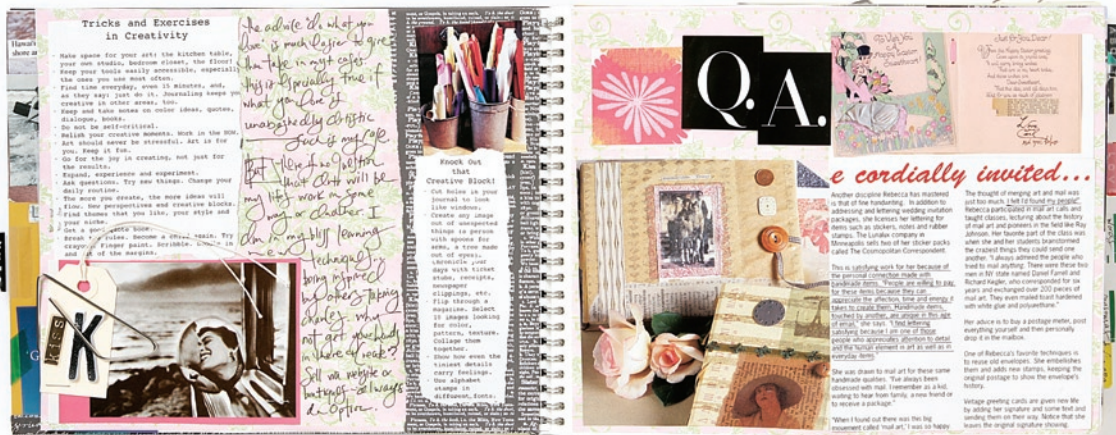 Tricks and Exercises
in Creativity
· Make space for your art: the kitchen table,
your own studio, bedroom closet, the floor!
· Keep your tools easily accessible, especially
the ones you use most often.
· Find time everyday, even 15 minutes, and,
as they say: just do it. Journaling keeps you
creative in other areas, too.
· Keep and take notes on color ideas, quotes,
dialogue, books.
· Do not be self-critical.
· Relish your creative moments. Work in the NOW.
· Art should never be stressful. Art is for
you. Keep it fun.
· Go for the joy in creating, not just for
the results.
· Expand, experience and experiment.
· Ask questions. Try new things. Change your
daily routine.
· The more you create, the more ideas will
flow. New perspectives end creative blocks.
· Find themes that you like, your style and
your niche.
· Get a good quote book.
· Break the rules. Become a child again. Try
crayons. Finger paint. Scribble. in
and out of the margins.
kiss
K
the advice "do what you
love" is much easier to give
than take in most cases.
this is especially true if
what you love is
unabashedly artistic
Such is my case.
But
that art will be
my life's work in some
way or another. I
am in a bliss learning
new
techniques,
being inspired
by others, taking
why
not get your
Sell via website or
always
an option.
Knock Out
that
Creative Block!
· Cut holes in your
journal to look
like windows.
· Create any image
out of unexpected
things (a person
with spoons for
arms, a tree made
out of eyes).
· Chronicle your
days with ticket
stubs, receipts,
newspaper
clippings, etc.
· Flip through a
magazine. Select
15 images looking
for color,
pattern, texture.
Collage them
together.
· Show how even the
tiniest details
carry feelings.
· Use alphabet
stamps in
different fonts.
Q.A.
To Wish You
A
Happy Easter
Sweetheart!
Just For You Dear!
Love
e cordially invited...
Another discipline Rebecca has mastered
is that of fine handwriting. In addition to
addressing and lettering wedding invitation
packages, she licenses her lettering for
items such as stickers, notes and rubber
stamps. The Lunalux company in
Minneapolis sells two of her sticker packs
called The Cosmopolitan Correspondent.
This is satisfying work for her because of
the personal connection made with
handmade items. "People are willing to pay
for these items because they can
appreciate the affection, time and energy it
takes to create them. Handmade items
touched by another, are unique in this age
of email," she says. "I find lettering
satisfying because I am one of those
people who appreciates attention to detail
and the human element in art as well as in
everyday items."
She was drawn to mail art for these same
handmade qualities. "I've always been
obsessed with mail. I remember as a kid,
waiting to hear from family, a new friend or
to receive a package."
"When I found out there was this big
movement called 'mail art,' I was so happy
The thought of merging art and mail was
just too much. I felt I'd found my people".
Rebecca participated in mail art calls and
taught classes, lecturing about the history
of mail art and pioneers in the field like Ray
Johnson. Her favorite part of the class was
when she and her students brainstormed
the craziest things they could send one
another. "I always admired the people who
tried to mail anything. There were these two
men in NY state named Daniel Farrell and
Richard Kegler, who corresponded for six
years and exchanged over 200 pieces of
mail art. They even mailed toast hardened
with white glue and polyurethane."
Her advice is to buy a postage meter, post
everything yourself and then personally
drop it in the mailbox.
One of Rebecca's favorite techniques is
to reuse old envelopes. She embellishes
them and adds new stamps, keeping the
original postage to show the envelope's
history.
Vintage greeting cards are given new life
by adding her signature and some text and
sending them on their way. Notice that she
leaves the original signature showing.